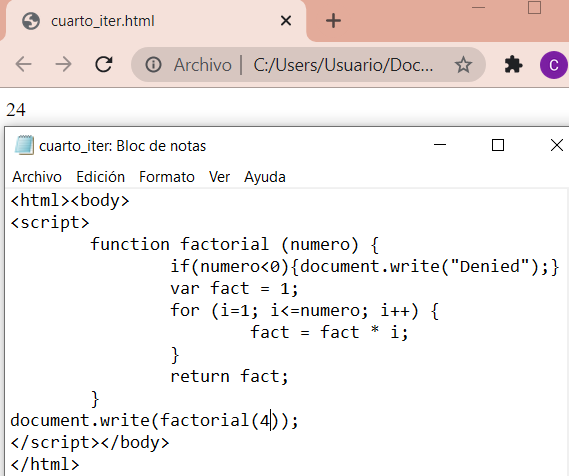 cuarto_iter.html
Archivo | C:/Users/Usuario/Doc...
C
24
cuarto_iter: Bloc de notas
Archivo Edición Formato Ver Ayuda
<html><body>
<script>
function factorial (numero) {
if(numero<0){document.write("Denied");}
var fact = 1;
for (i=1; i<=numero; i++) {
fact = fact * i;
}
return fact;
}
document.write(factorial(4));
</script></body>
</html>